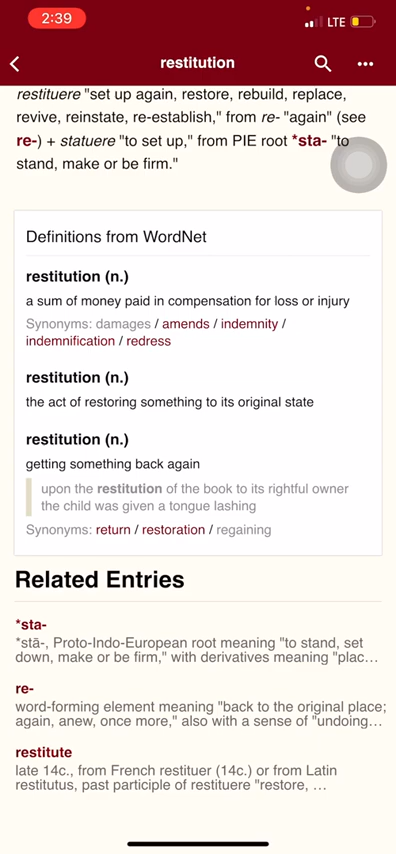 2:39
LTE
restitution
restituere "set up again, restore, rebuild, replace,
revive, reinstate, re-establish," from re- "again" (see
re-) + statuere "to set up," from PIE root *sta- "to
stand, make or be firm."
Definitions from WordNet
restitution (n.)
a sum of money paid in compensation for loss or injury
Synonyms: damages / amends / indemnity /
indemnification / redress
restitution (n.)
the act of restoring something to its original state
restitution (n.)
getting something back again
upon the restitution of the book to its rightful owner
the child was given a tongue lashing
Synonyms: return / restoration / regaining
Related Entries
*sta-
*stā-, Proto-Indo-European root meaning "to stand, set
down, make or be firm," with derivatives meaning "plac...
re-
word-forming element meaning "back to the original place;
again, anew, once more," also with a sense of "undoing...
restitute
late 14c., from French restituer (14c.) or from Latin
restitutus, past participle of restituere "restore, ...